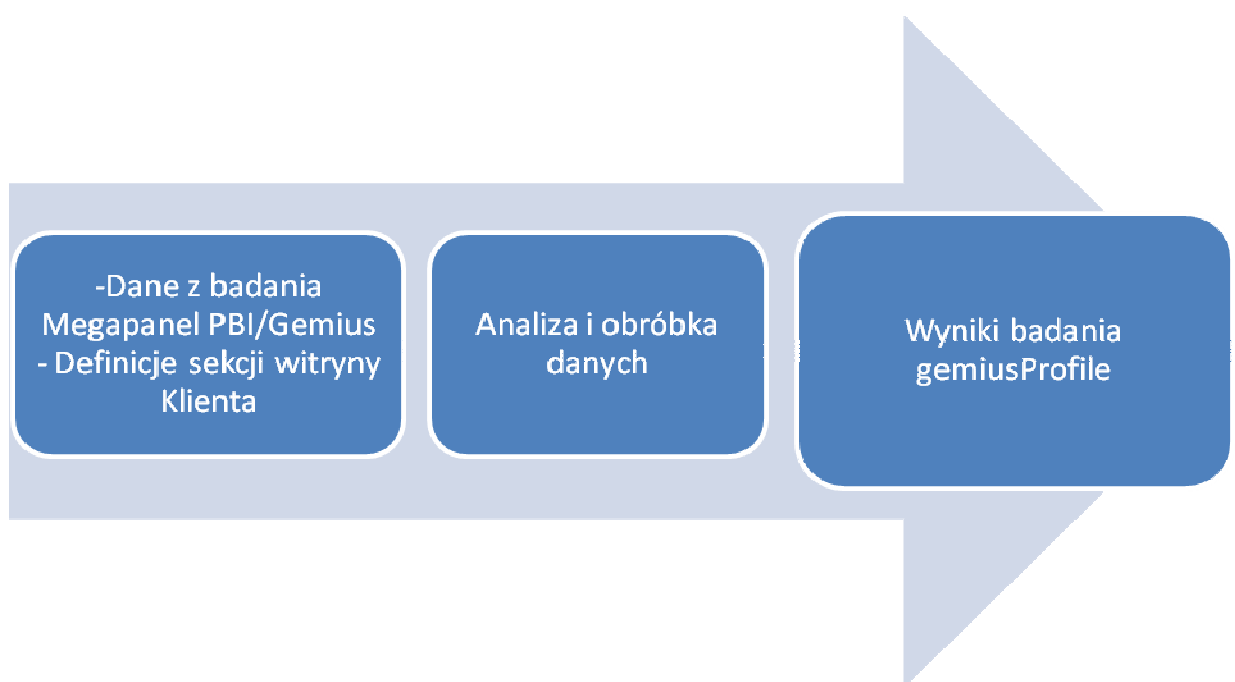 -Dane z badania
Megapanel PBI/Gemius
- Definicje sekcji witryny
Klienta
Analiza i obróbka
danych
Wyniki badania
gemiusProfile